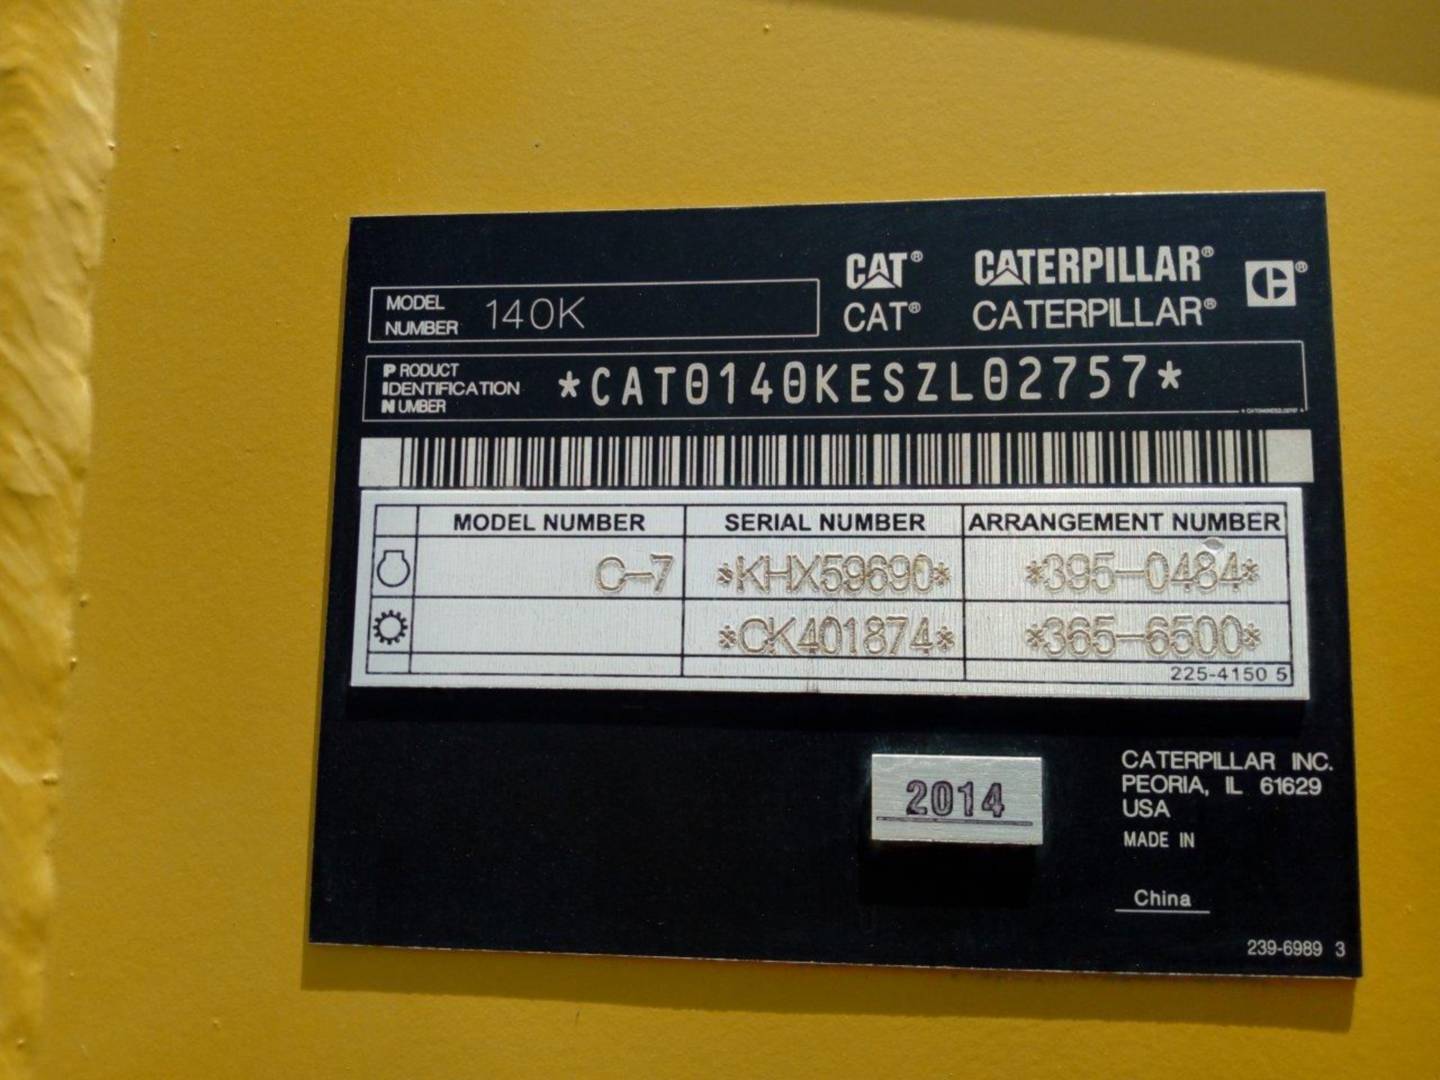 CAT® CATERPILLAR®
CAT® CATERPILLAR®
MODEL NUMBER 140K
PRODUCT IDENTIFICATION NUMBER *CAT0140KESZL02757*
MODEL NUMBER SERIAL NUMBER ARRANGEMENT NUMBER
C-7 *KHX59690* *395-0484*
*CK401874* *365-6500*
225-4150 5
2014
CATERPILLAR INC.
PEORIA, IL 61629
USA
MADE IN
China
239-6989 3